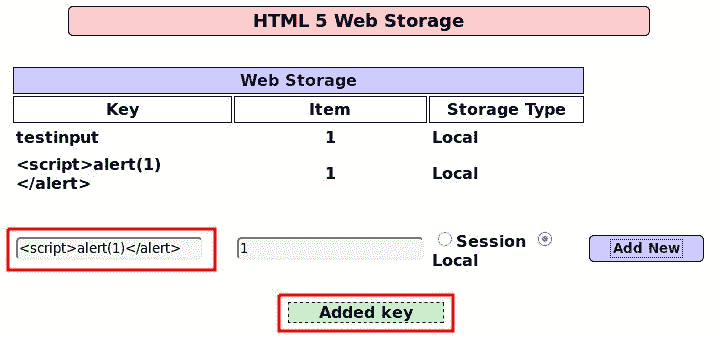 HTML 5 Web Storage
Web Storage
Key Item Storage Type
testinput 1 Local
<script>alert(1)
</alert> 1 Local
<script>alert(1)</alert> 1 Session
Local Add New
Added key